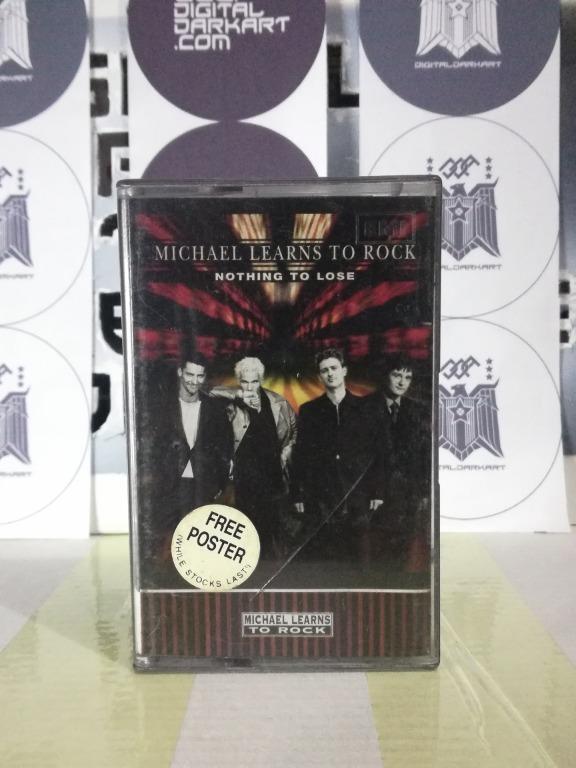 DIGITAL
DARKART
.COM
DIGITALDARKART
DIGITALDARKART
EMI
MICHAEL LEARNS TO ROCK
NOTHING TO LOSE
FREE
POSTER
(WHILE STOCKS LAST)
MICHAEL LEARNS
TO ROCK